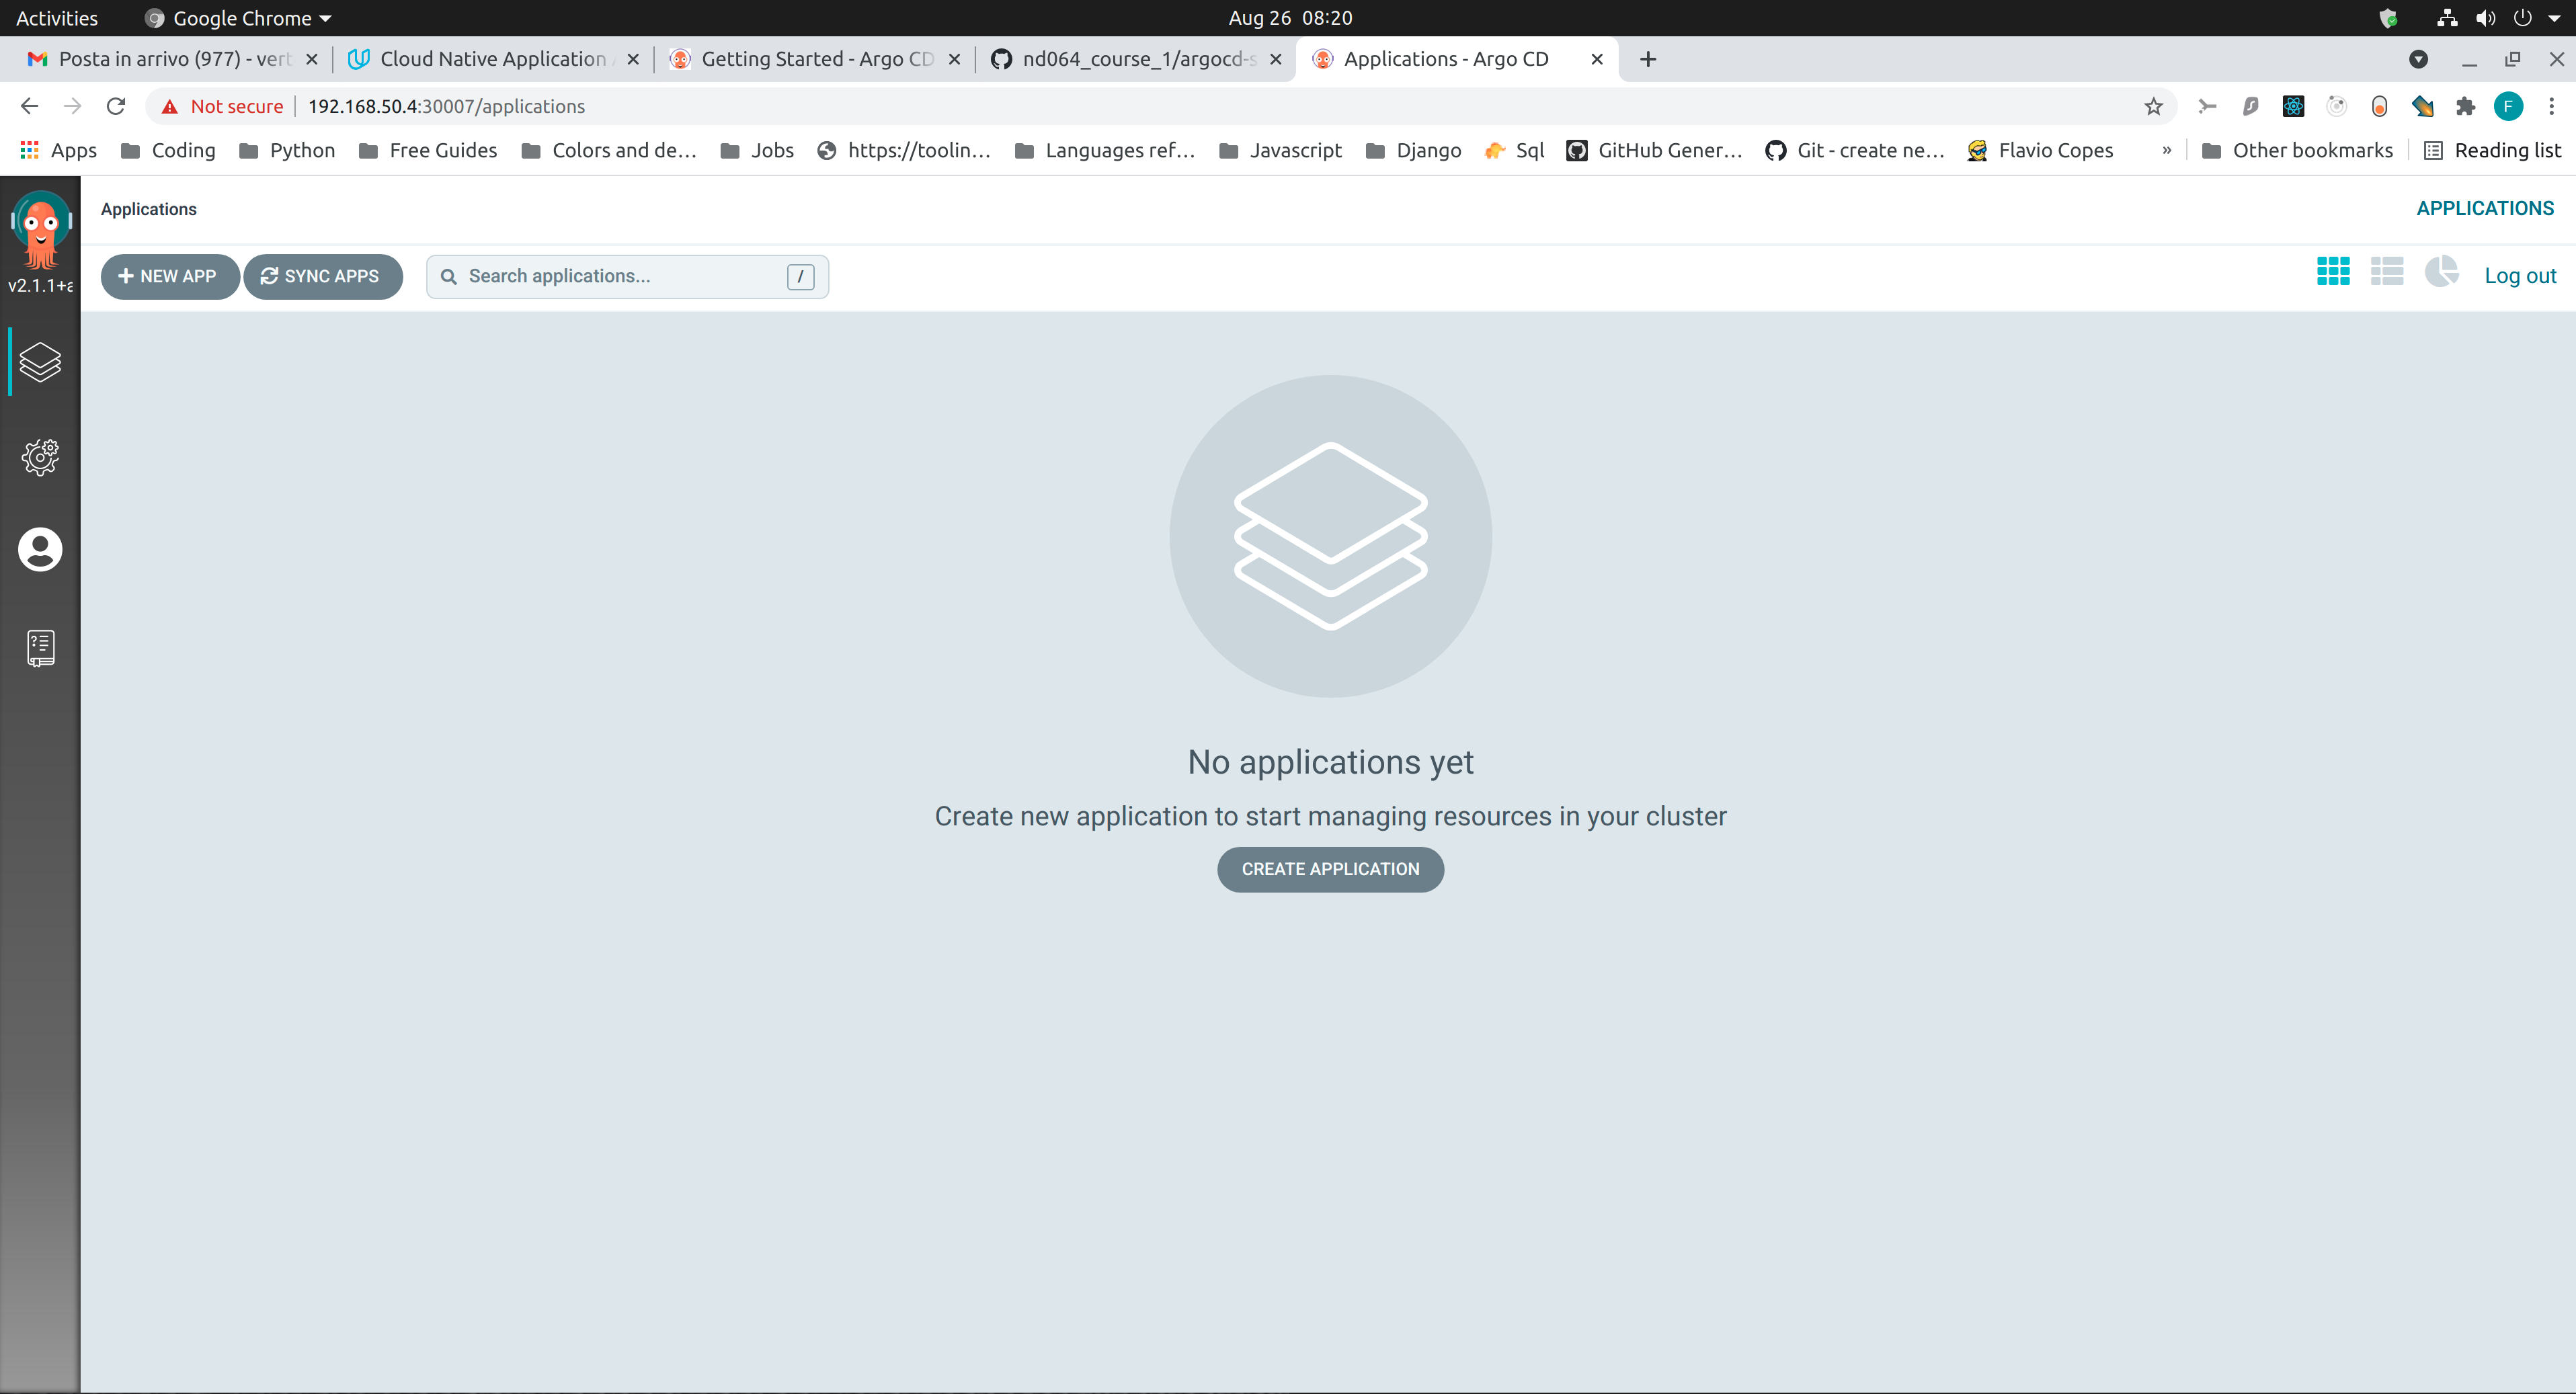 Activities Google Chrome Aug 26 08:20
Posta in arrivo (977) - vert Cloud Native Application Getting Started - Argo CD nd064_course_1/argocd-s Applications - Argo CD
Not secure 192.168.50.4:30007/applications F
Apps Coding Python Free Guides Colors and de... Jobs https://toolin... Languages ref... Javascript Django Sql GitHub Gener... Git - create ne... Flavio Copes » Other bookmarks Reading list
Applications APPLICATIONS
NEW APP SYNC APPS Search applications... / Log out
v2.1.1+a
No applications yet
Create new application to start managing resources in your cluster
CREATE APPLICATION